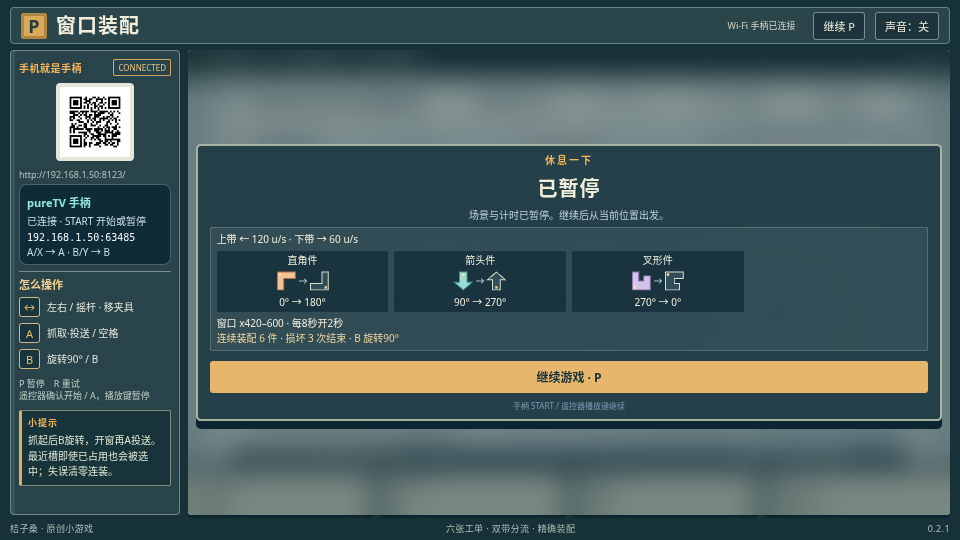 P 窗口装配
Wi-Fi 手柄已连接
继续 P
声音: 关
手机就是手柄
CONNECTED
http://192.168.1.50:8123/
pureTV 手柄
已连接 · START 开始或暂停
192.168.1.50:63485
A/X → A · B/Y → B
怎么操作
↔ 左右 / 摇杆 · 移夹具
A 抓取·投送 / 空格
B 旋转90° / B
P 暂停 R 重试
遥控器确认开始 / A，播放键暂停
小提示
抓起后B旋转，开窗再A投送。
最近槽即使已占用也会被选
中；失误清零连装。
休息一下
已暂停
场景与计时已暂停。继续后从当前位置出发。
上带 ← 120 u/s · 下带 → 60 u/s
直角件
→
0° → 180°
箭头件
→
90° → 270°
叉形件
→
270° → 0°
窗口 x420–600 · 每8秒开2秒
连续装配 6 件 · 损坏 3 次结束 · B 旋转90°
继续游戏 · P
手柄 START / 遥控器播放键继续
桔子桑 · 原创小游戏
六张工单 · 双带分流 · 精确装配
0.2.1